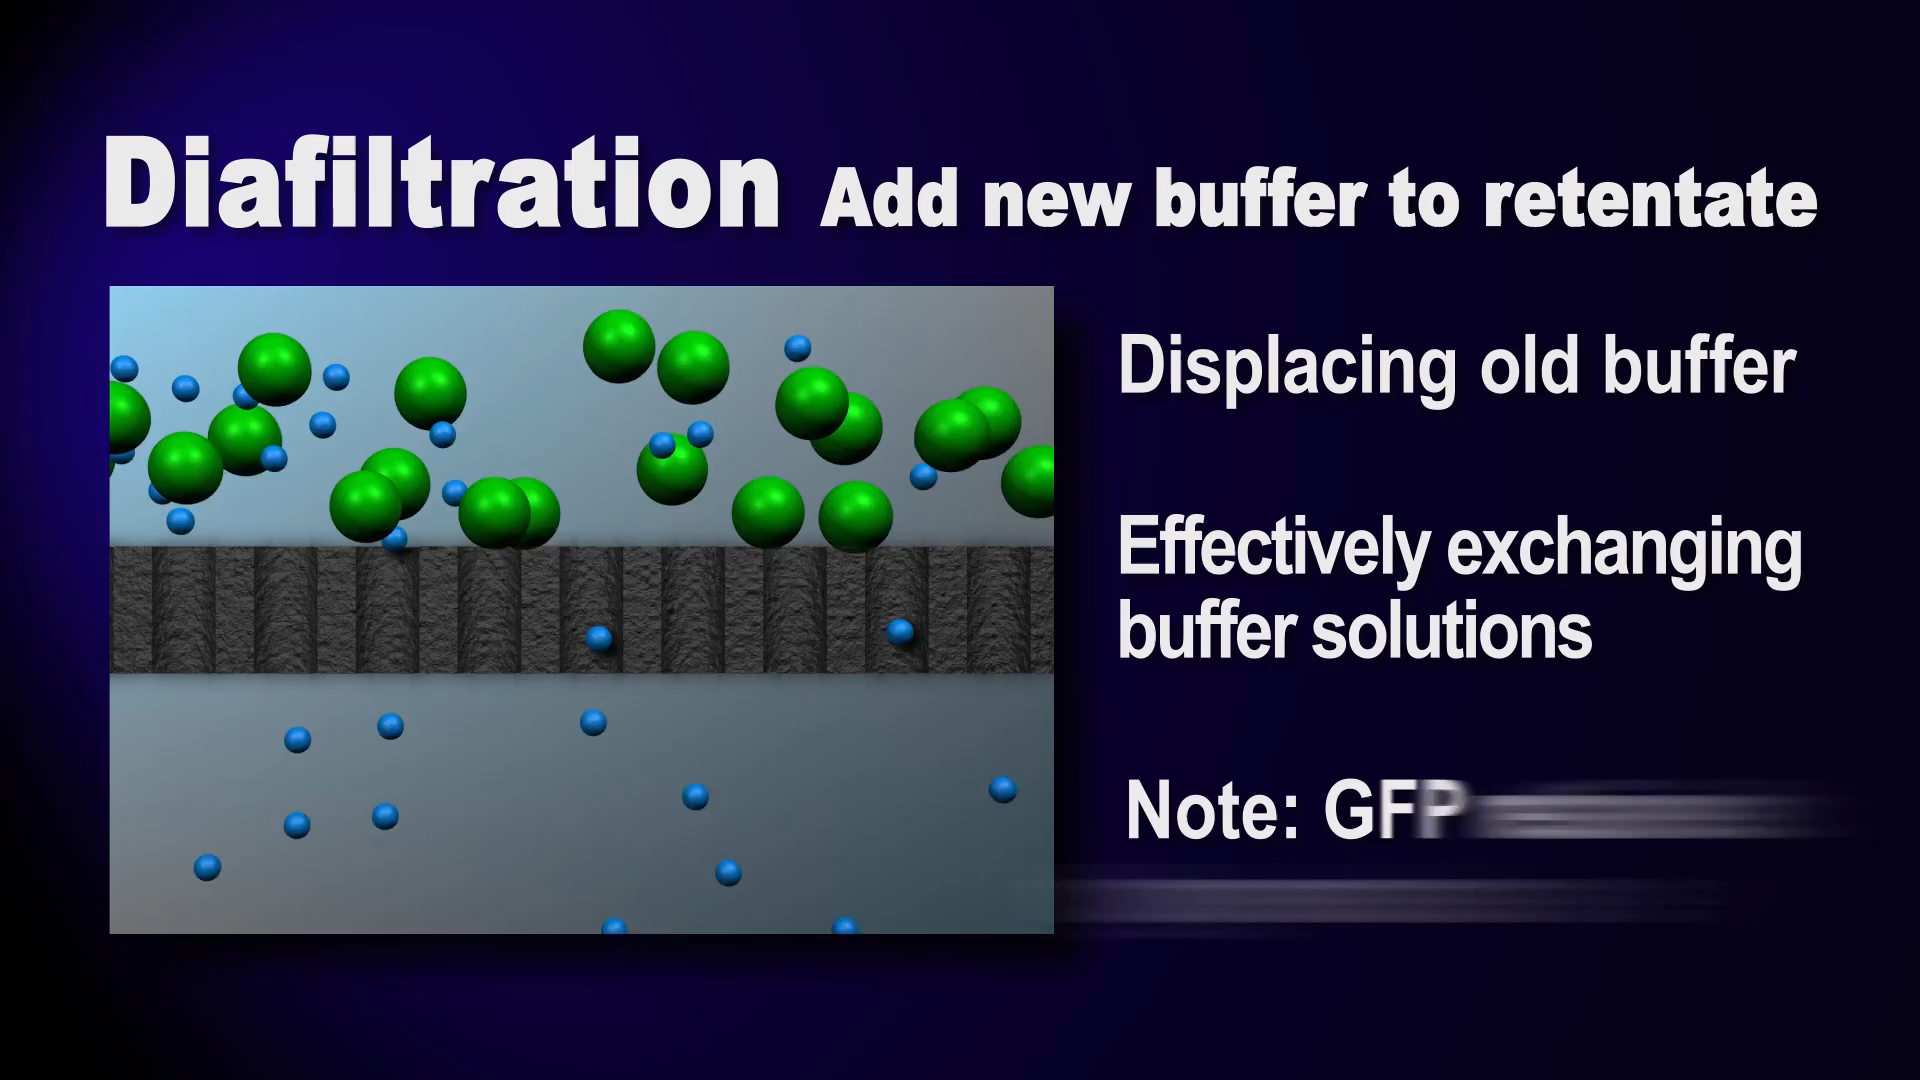 Diafiltration Add new buffer to retentate
Displacing old buffer
Effectively exchanging
buffer solutions
Note: GFP